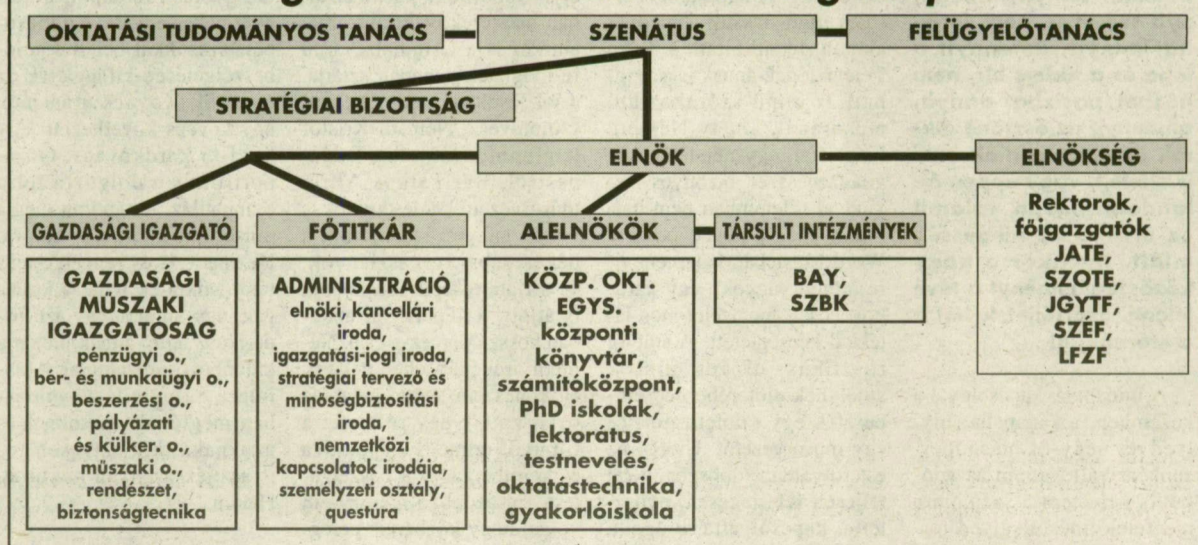 OKTATÁSI TUDOMÁNYOS TANÁCS
SZENÁTUS
FELÜGYELŐTANÁCS
STRATÉGIAI BIZOTTSÁG
ELNÖK
ELNÖKSÉG
Rektorok,
főigazgatók
JATE,
SZOTE,
JGYTF,
SZÉF,
LFZF
GAZDASÁGI IGAZGATÓ
FŐTITKÁR
ALELNÖKÖK
TÁRSULT INTÉZMÉNYEK
GAZDASÁGI
MŰSZAKI
IGAZGATÓSÁG
pénzügyi o.,
bér- és munkaügyi o.,
beszerzési o.,
pályázati
és külker. o.,
műszaki o.,
rendészet,
biztonságtecnika
ADMINISZTRÁCIÓ
elnöki, kancellári
iroda,
igazgatási-jogi iroda,
stratégiai tervező és
minőségbiztosítási
iroda,
nemzetközi
kapcsolatok irodája,
személyzeti osztály,
questura
KÖZP. OKT.
EGYS.
központi
könyvtár,
számítóközpont,
PhD iskolák,
lektorátus,
testnevelés,
oktatástechnika,
gyakorlóiskola
BAY,
SZBK